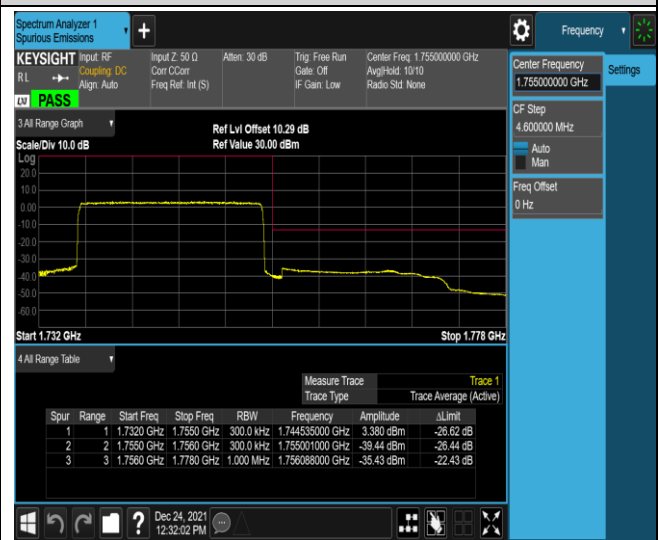 Spectrum Analyzer 1
Spurious Emissions
+
Frequency
KEYSIGHT
RL
LXI PASS
Input: RF
Coupling: DC
Align: Auto
Input Z: 50 Ω
Corr CCorr
Freq Ref: Int (S)
Atten: 30 dB
Trig: Free Run
Gate: Off
IF Gain: Low
Center Freq: 1.755000000 GHz
Avg|Hold: 10/10
Radio Std: None
Center Frequency
1.755000000 GHz
Settings
CF Step
4.600000 MHz
Auto
Man
Freq Offset
0 Hz
3 All Range Graph
Scale/Div 10.0 dB
Ref Lvl Offset 10.29 dB
Ref Value 30.00 dBm
Log
20.0
10.0
0.00
-10.0
-20.0
-30.0
-40.0
-50.0
-60.0
Start 1.732 GHz
Stop 1.778 GHz
4 All Range Table
Measure Trace Trace 1
Trace Type Trace Average (Active)
Spur Range Start Freq Stop Freq RBW Frequency Amplitude ΔLimit
1 1 1.7320 GHz 1.7550 GHz 300.0 kHz 1.744535000 GHz 3.380 dBm -26.62 dB
2 2 1.7550 GHz 1.7560 GHz 300.0 kHz 1.755001000 GHz -39.44 dBm -26.44 dB
3 3 1.7560 GHz 1.7780 GHz 1.000 MHz 1.756088000 GHz -35.43 dBm -22.43 dB
?
Dec 24, 2021
12:32:02 PM